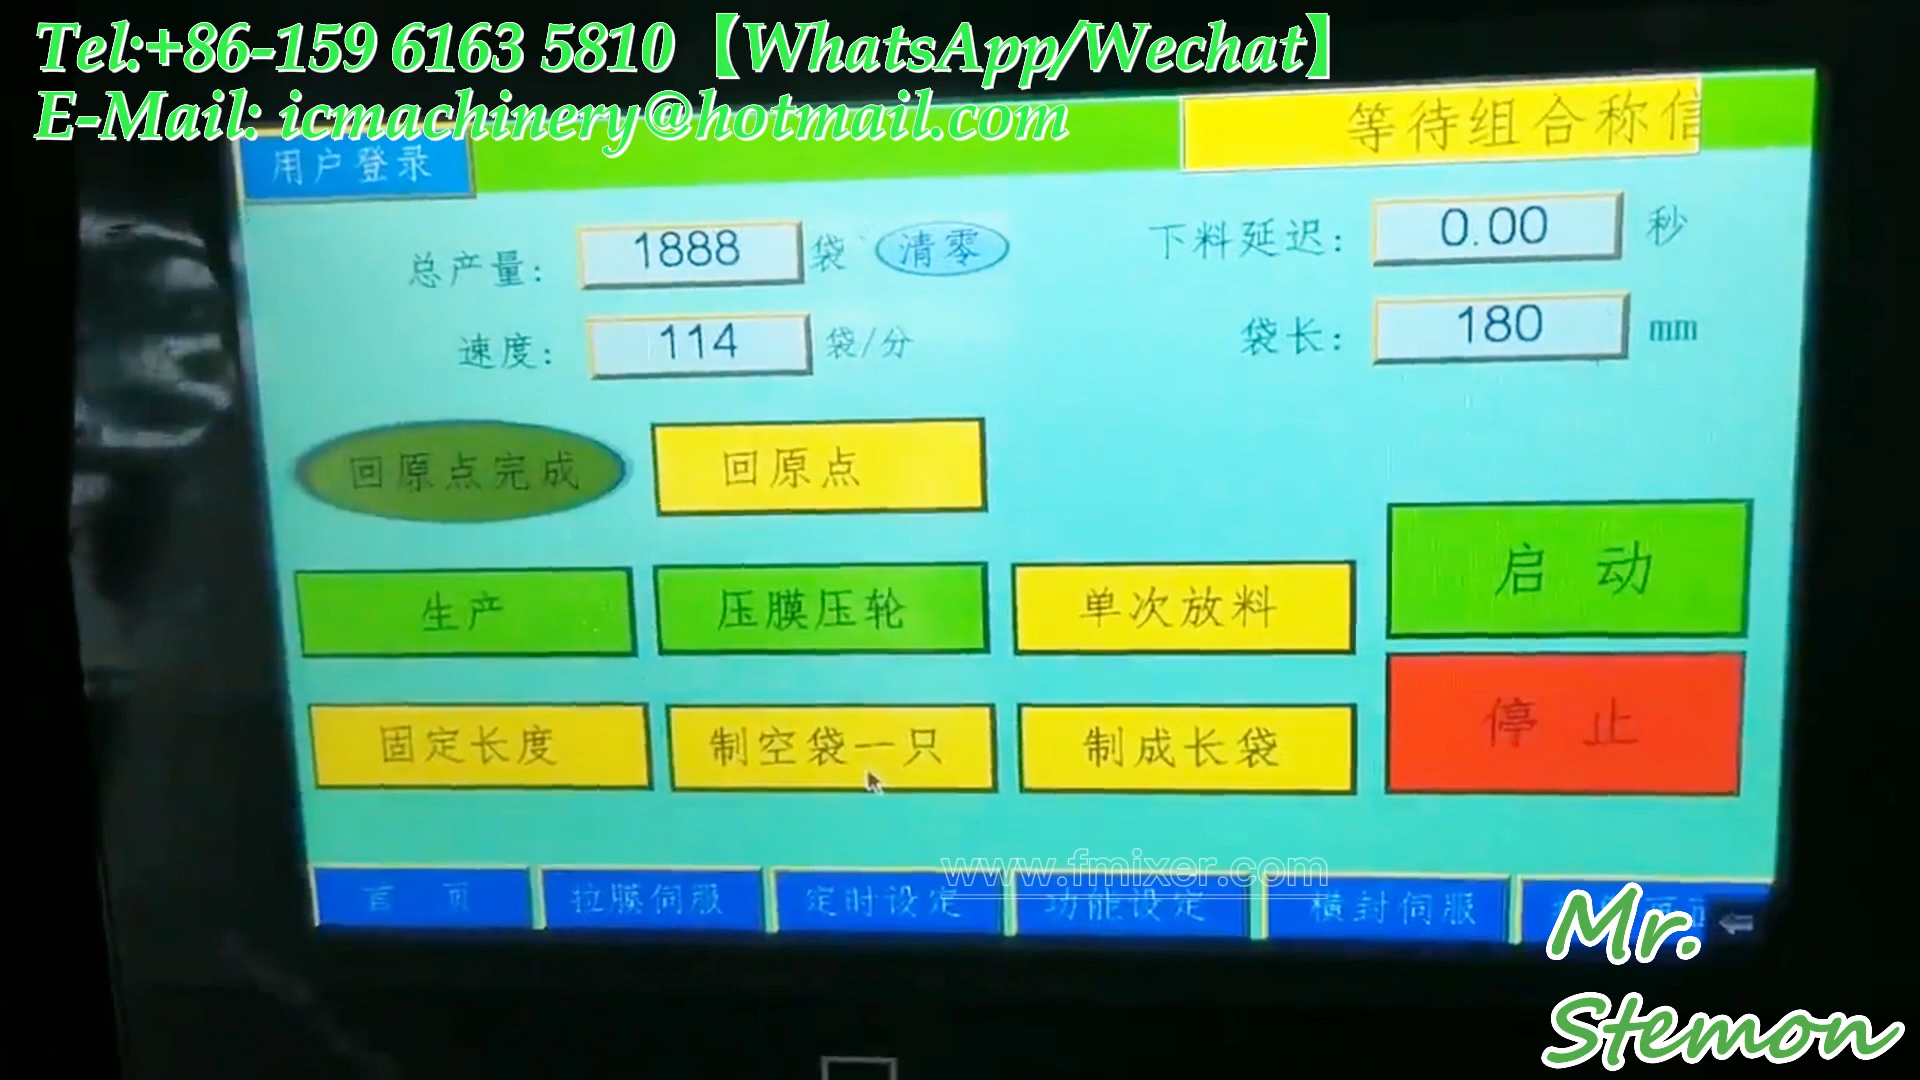 Tel:+86-159 6163 5810【WhatsApp/Wechat】
E-Mail: icmachinery@hotmail.com
用户登录
等待组合称信
总产量: 1888 袋 清零
下料延迟: 0.00 秒
速度: 114 袋/分
袋长: 180 mm
回原点完成 回原点
启 动
生产 压膜压轮 单次放料
停 止
固定长度 制空袋一只 制成长袋
www.fmixer.com
首 页 拉膜伺服 定时设定 功能设定 横封伺服
Mr.
Stemon